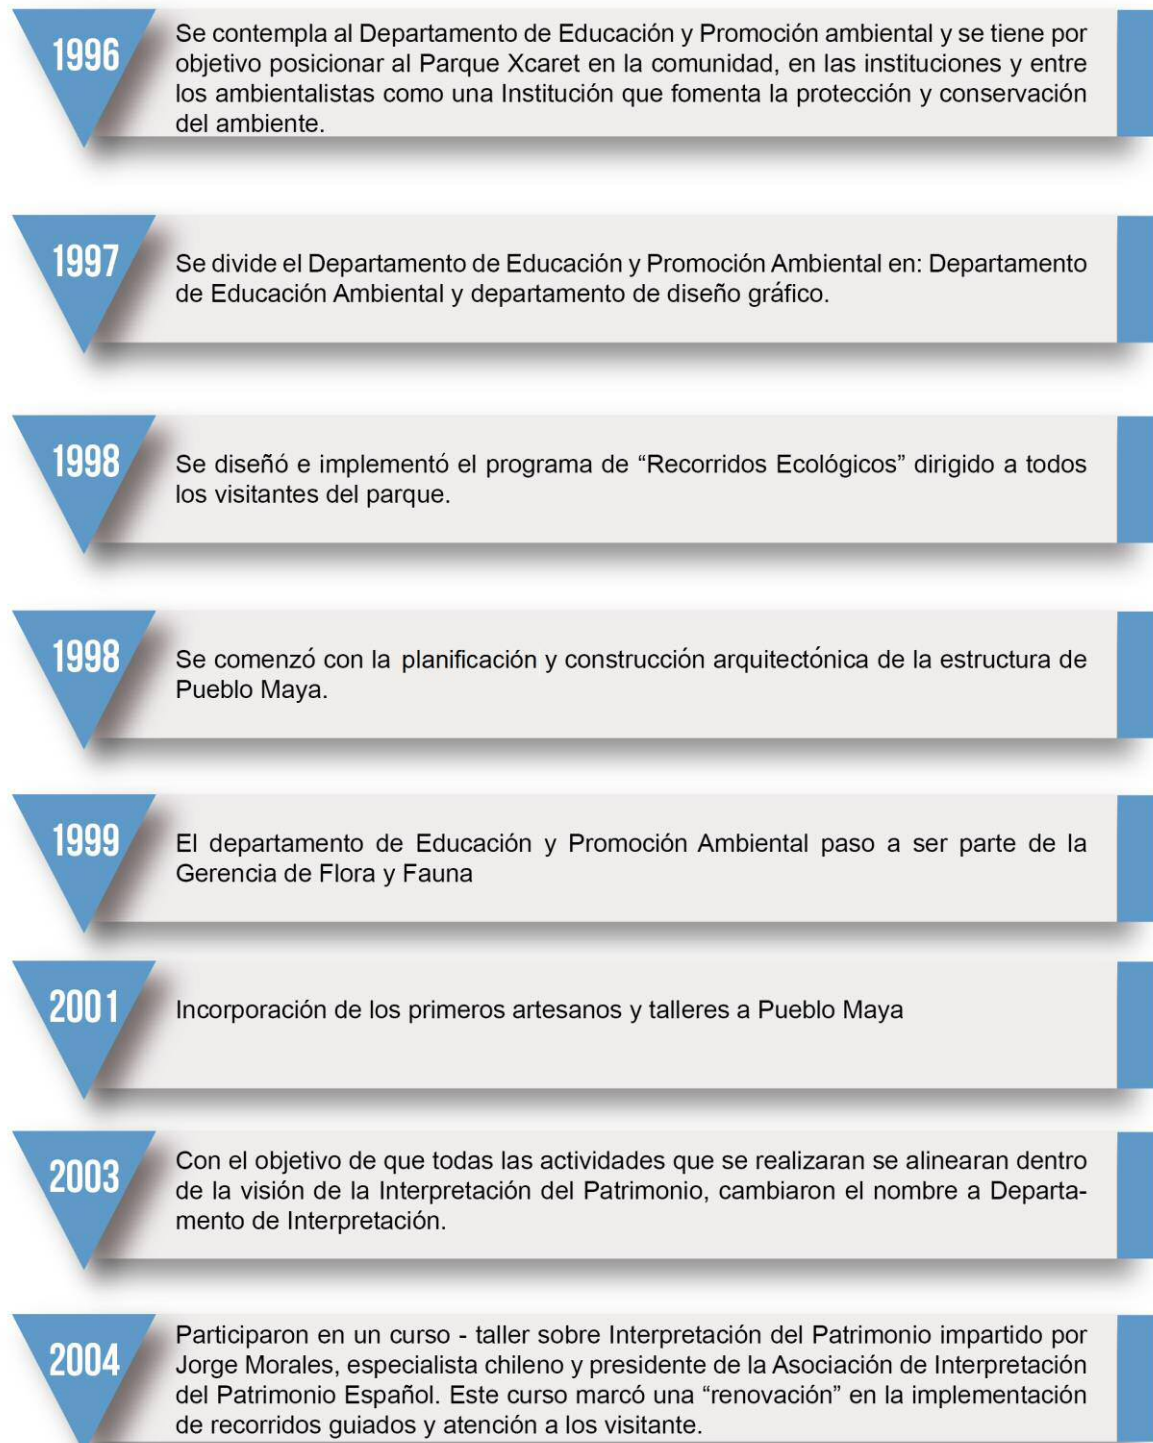 1996
Se contempla al Departamento de Educación y Promoción ambiental y se tiene por
objetivo posicionar al Parque Xcaret en la comunidad, en las instituciones y entre
los ambientalistas como una Institución que fomenta la protección y conservación
del ambiente.
1997
Se divide el Departamento de Educación y Promoción Ambiental en: Departamento
de Educación Ambiental y departamento de diseño gráfico.
1998
Se diseñó e implementó el programa de “Recorridos Ecológicos” dirigido a todos
los visitantes del parque.
1998
Se comenzó con la planificación y construcción arquitectónica de la estructura de
Pueblo Maya.
1999
El departamento de Educación y Promoción Ambiental paso a ser parte de la
Gerencia de Flora y Fauna
2001
Incorporación de los primeros artesanos y talleres a Pueblo Maya
2003
Con el objetivo de que todas las actividades que se realizaran se alinearan dentro
de la visión de la Interpretación del Patrimonio, cambiaron el nombre a Departa-
mento de Interpretación.
2004
Participaron en un curso - taller sobre Interpretación del Patrimonio impartido por
Jorge Morales, especialista chileno y presidente de la Asociación de Interpretación
del Patrimonio Español. Este curso marcó una “renovación” en la implementación
de recorridos guiados y atención a los visitante.